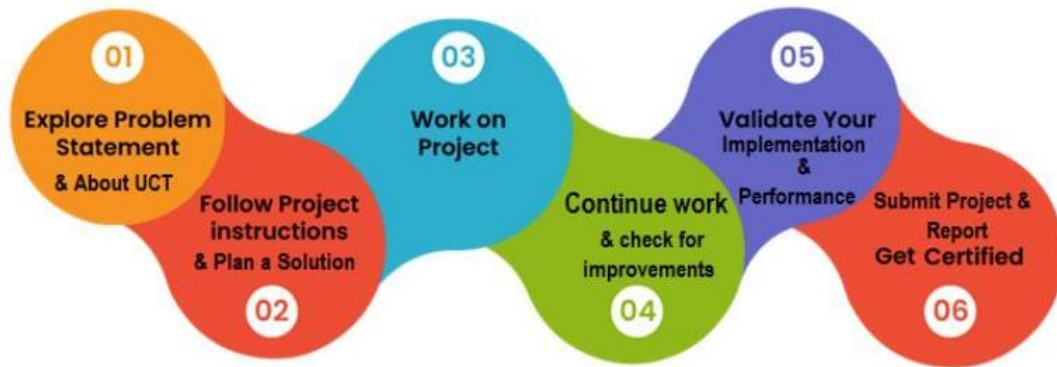 01
Explore Problem
Statement
& About UCT
Follow Project
instructions
& Plan a Solution
02
03
Work on
Project
Continue work
& check for
improvements
04
05
Validate Your
Implementation
&
Performance
Submit Project &
Report
Get Certified
06